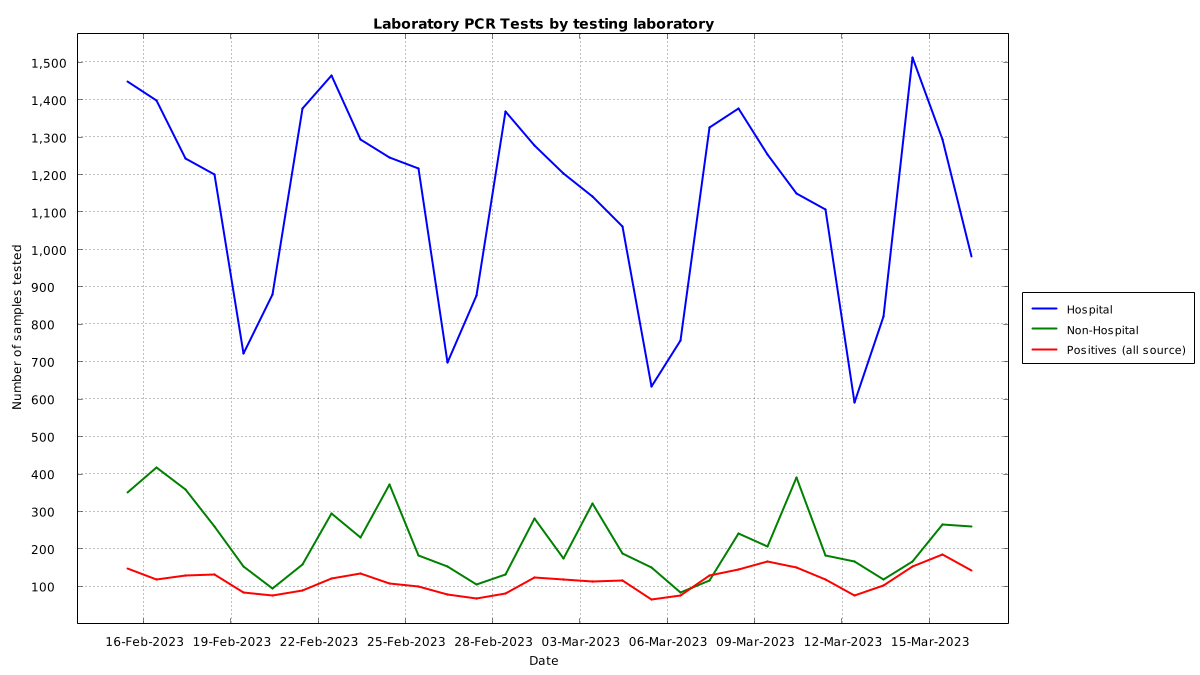 Laboratory PCR Tests by testing laboratory
Number of samples tested
1,500
1,400
1,300
1,200
1,100
1,000
900
800
700
600
500
400
300
200
100
16-Feb-2023 19-Feb-2023 22-Feb-2023 25-Feb-2023 28-Feb-2023 03-Mar-2023 06-Mar-2023 09-Mar-2023 12-Mar-2023 15-Mar-2023
Date
Hospital
Non-Hospital
Positives (all source)